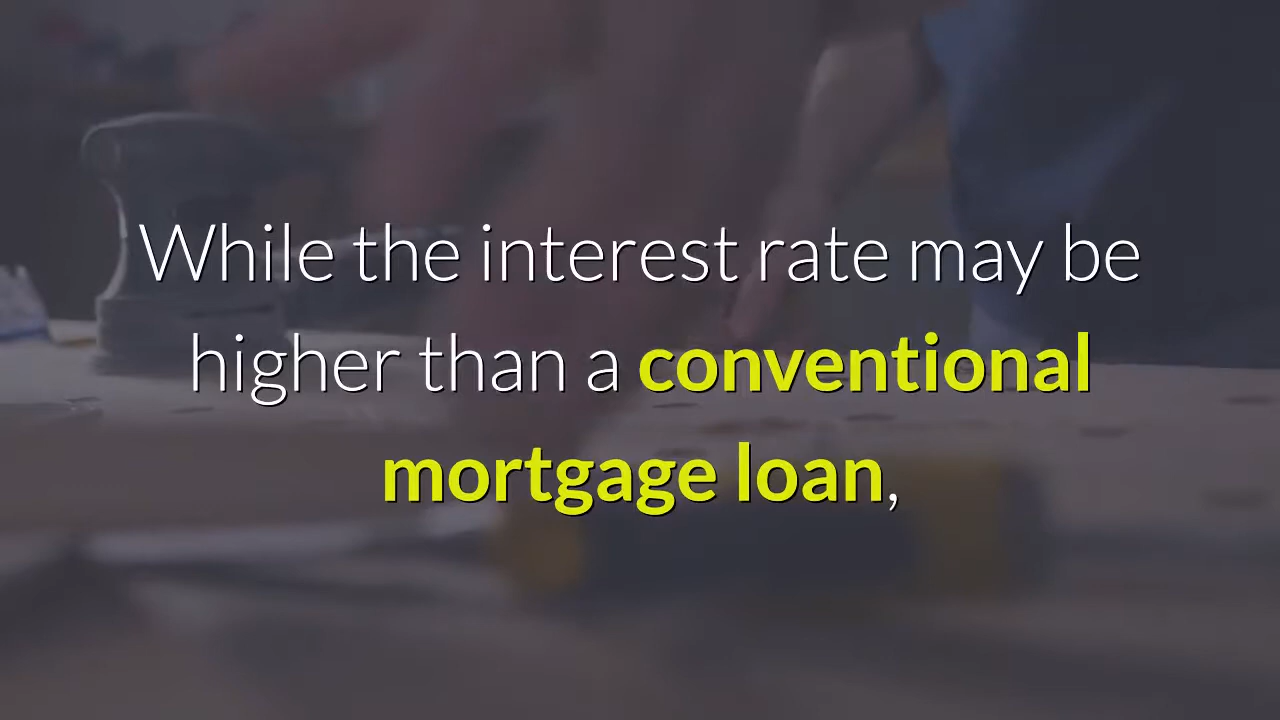 While the interest rate may be
higher than a conventional
mortgage loan,